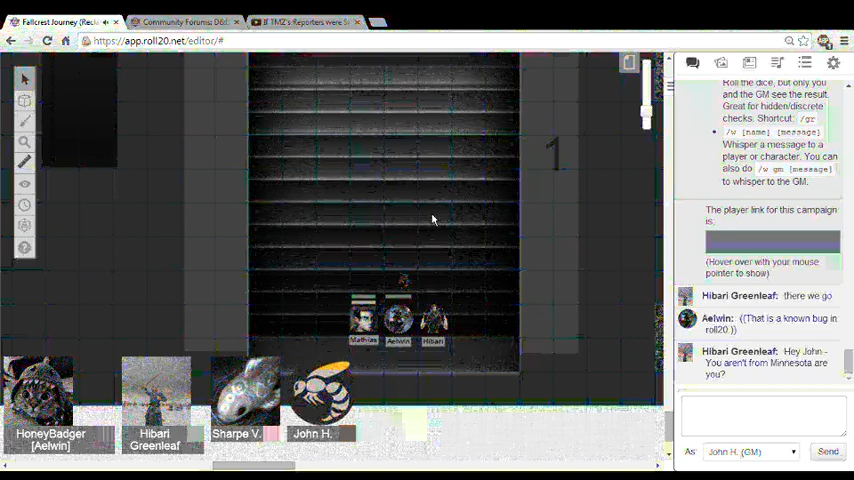 Fallcrest Journey (Rec
Community Forums: D&
If TMZ's Reporters Were S
https://app.roll20.net/editor/#
Roll the dice, but only you
and the GM see the result.
Great for hidden/discrete
checks. Shortcut: /gr
/w [name] [message]
Whisper a message to a
player or character. You can
also do /w gm [message]
to whisper to the GM.
The player link for this campaign
is:
(Hover over with your mouse
pointer to show)
Hibari Greenleaf: there we go
Aelwin: ((That is a known bug in
roll20.))
Hibari Greenleaf: Hey John -
You aren't from Minnesota are
you?
1
Mathias
Aelwin
Hibari
HoneyBadger
[Aelwin]
Hibari
Greenleaf
Sharpe V.
John H.
As:
John H. (GM)
Send